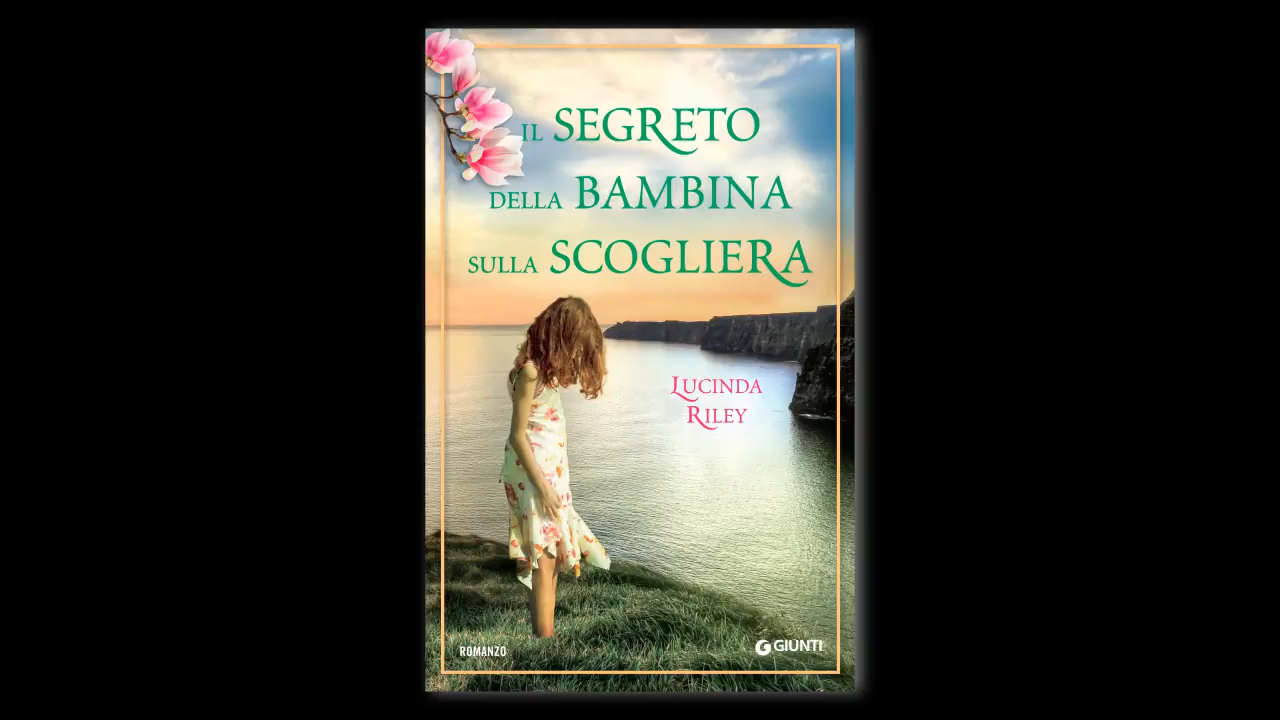 IL SEGRETO
DELLA BAMBINA
SULLA SCOGLIERA
LUCINDA
RILEY
ROMANZO
GIUNTI